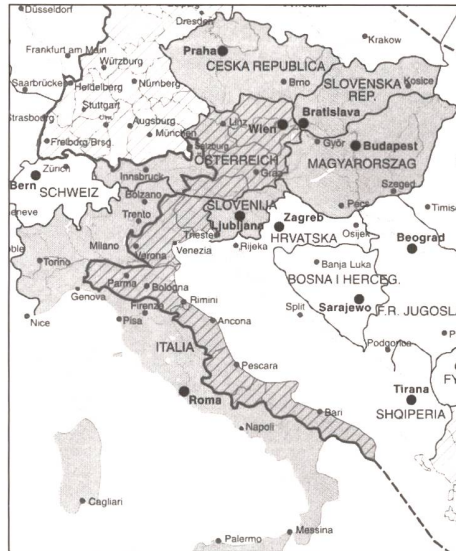 Düsseldorf
Dresden
Krakow
Frankfurt am Main
Praha
Würzburg
CESKA REPUBLICA
Saarbrücken
Heidelberg
Nürnberg
Brno
SLOVENSKA
REP.
Kosice
Stuttgart
Strasborg
Augsburg
München
Linz
Wien
Bratislava
Freiborg/Brsg.
Salzburg
Györ
Budapest
Zürich
ÖSTERREICH
MAGYARORSZAG
Bern
SCHWEIZ
Innsbruck
Graz
Szeged
Bolzano
SLOVENIJA
Pecs
Timis
eneve
Trento
Ljubljana
Zagreb
Osijek
Milano
Trieste
Rijeka
HRVATSKA
Beograd
Verona
Venezia
Torino
Banja Luka
Parma
Bologna
BOSNA I HERCEG.
Genova
Rimini
Firenze
Split
Sarajewo
F.R. JUGOSL
Nice
Pisa
Ancona
ITALIA
Podgorica
Pescara
FY
Roma
Tirana
Bari
SHQIPERIA
Napoli
Cagliari
Messina
Palermo